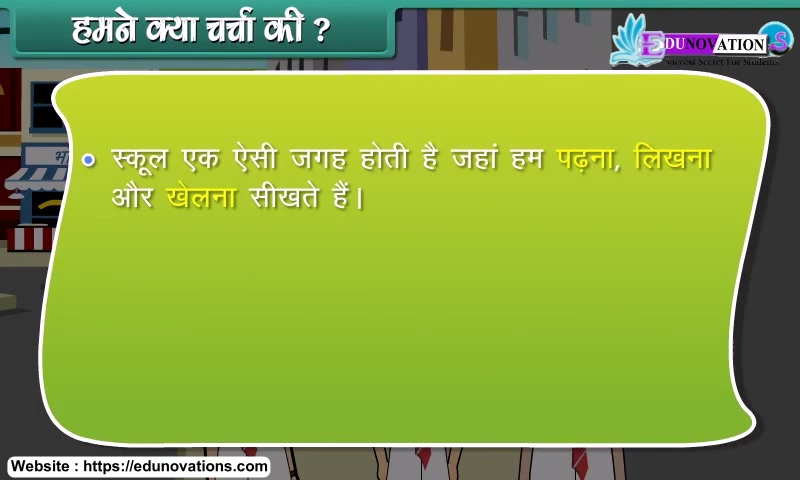 हमने क्या चर्चा की ?
EDUNOVATION.S
Success Secret For Students
स्कूल एक ऐसी जगह होती है जहां हम पढ़ना, लिखना
और खेलना सीखते हैं।
Website : https://edunovations.com